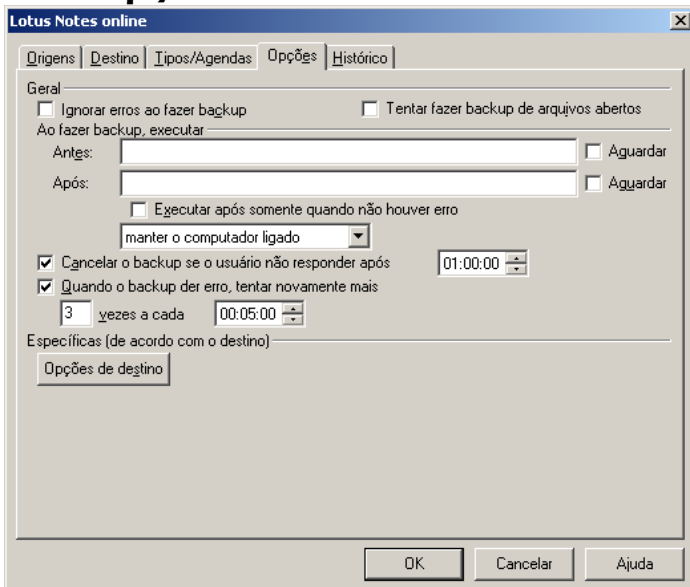 Lotus Notes online
Origens Destino Tipos/Agendas Opções Histórico
Geral
Ignorar erros ao fazer backup Tentar fazer backup de arquivos abertos
Ao fazer backup, executar
Antes: Aguardar
Após: Aguardar
Executar após somente quando não houver erro
manter o computador ligado
Cancelar o backup se o usuário não responder após 01:00:00
Quando o backup der erro, tentar novamente mais
3 vezes a cada 00:05:00
Específicas (de acordo com o destino)
Opções de destino
OK Cancelar Ajuda